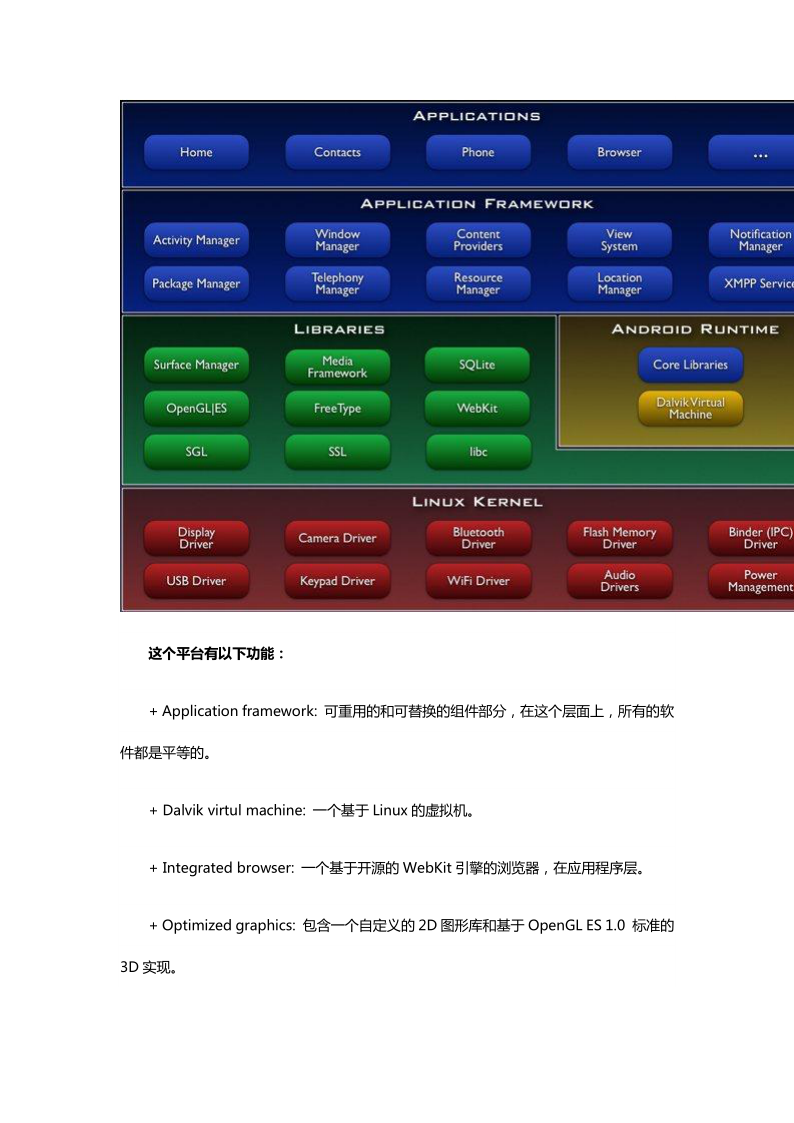 APPLICATIONS
Home Contacts Phone Browser ...
APPLICATION FRAMEWORK
Activity Manager Window Manager Content Providers View System Notification Manager
Package Manager Telephony Manager Resource Manager Location Manager XMPP Service
LIBRARIES
Surface Manager Media Framework SQLite
OpenGL|ES FreeType WebKit
SGL SSL libc
ANDROID RUNTIME
Core Libraries
Dalvik Virtual Machine
LINUX KERNEL
Display Driver Camera Driver Bluetooth Driver Flash Memory Driver Binder (IPC) Driver
USB Driver Keypad Driver WiFi Driver Audio Drivers Power Management
这个平台有以下功能：
+ Application framework: 可重用的和可替换的组件部分，在这个层面上，所有的软
件都是平等的。
+ Dalvik virtul machine: 一个基于 Linux 的虚拟机。
+ Integrated browser: 一个基于开源的 WebKit 引擎的浏览器，在应用程序层。
+ Optimized graphics: 包含一个自定义的 2D 图形库和基于 OpenGL ES 1.0 标准的
3D 实现。